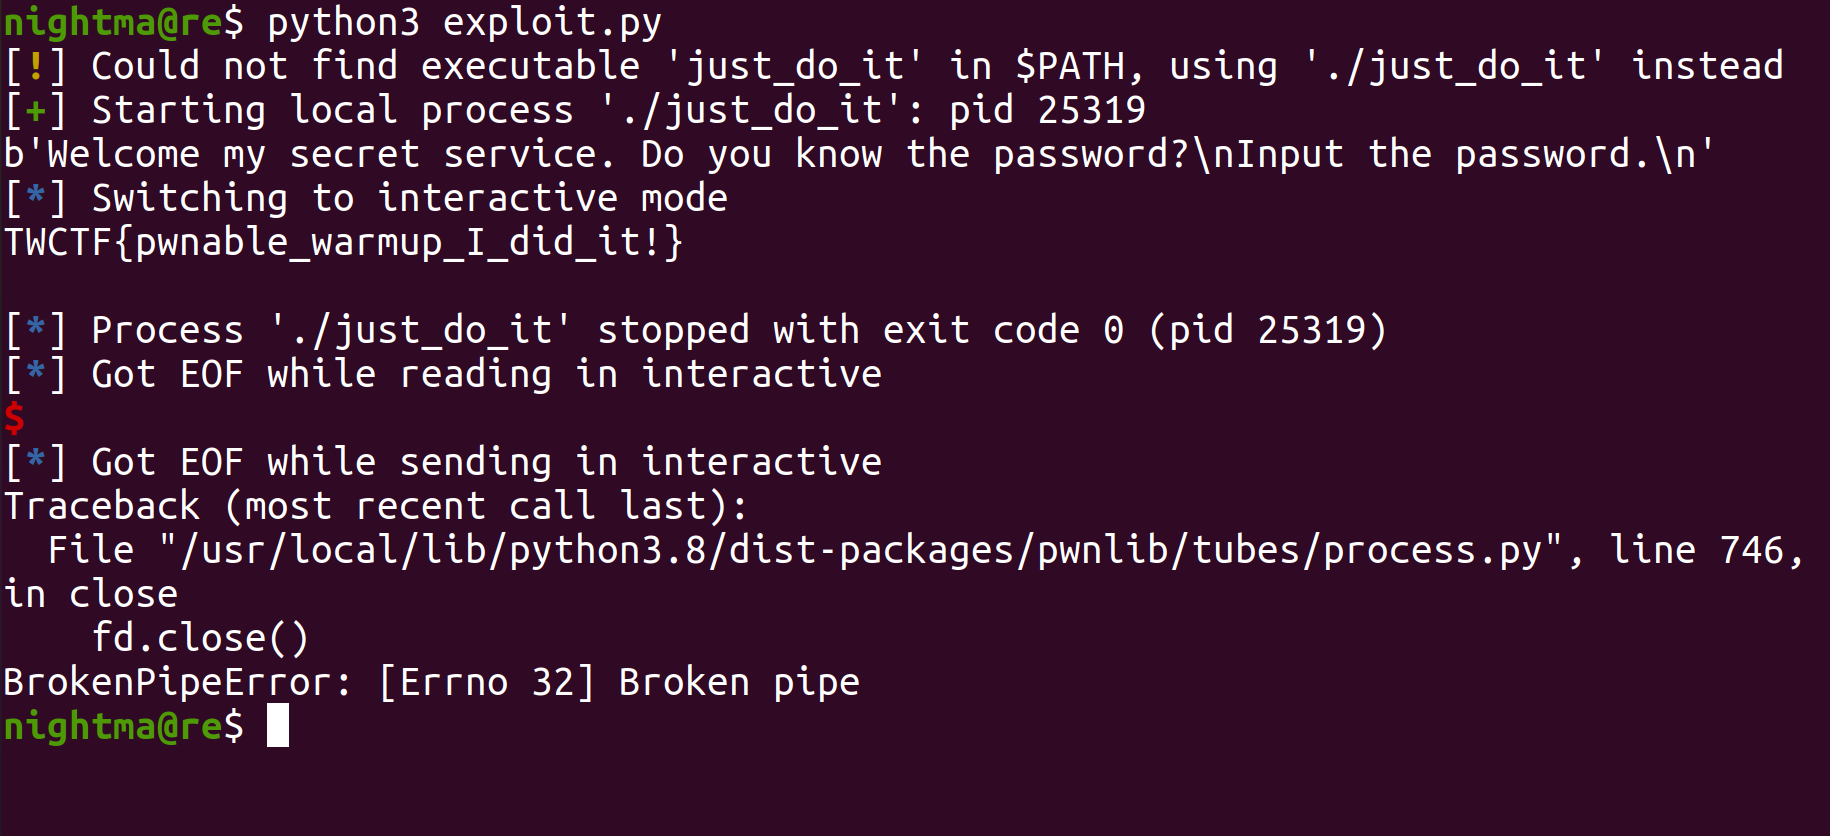 nightma@re$ python3 exploit.py
[!] Could not find executable 'just_do_it' in $PATH, using './just_do_it' instead
[+] Starting local process './just_do_it': pid 25319
b'Welcome my secret service. Do you know the password?\nInput the password.\n'
[*] Switching to interactive mode
TWCTF{pwnable_warmup_I_did_it!}
[*] Process './just_do_it' stopped with exit code 0 (pid 25319)
[*] Got EOF while reading in interactive
$
[*] Got EOF while sending in interactive
Traceback (most recent call last):
  File "/usr/local/lib/python3.8/dist-packages/pwnlib/tubes/process.py", line 746,
in close
    fd.close()
BrokenPipeError: [Errno 32] Broken pipe
nightma@re$